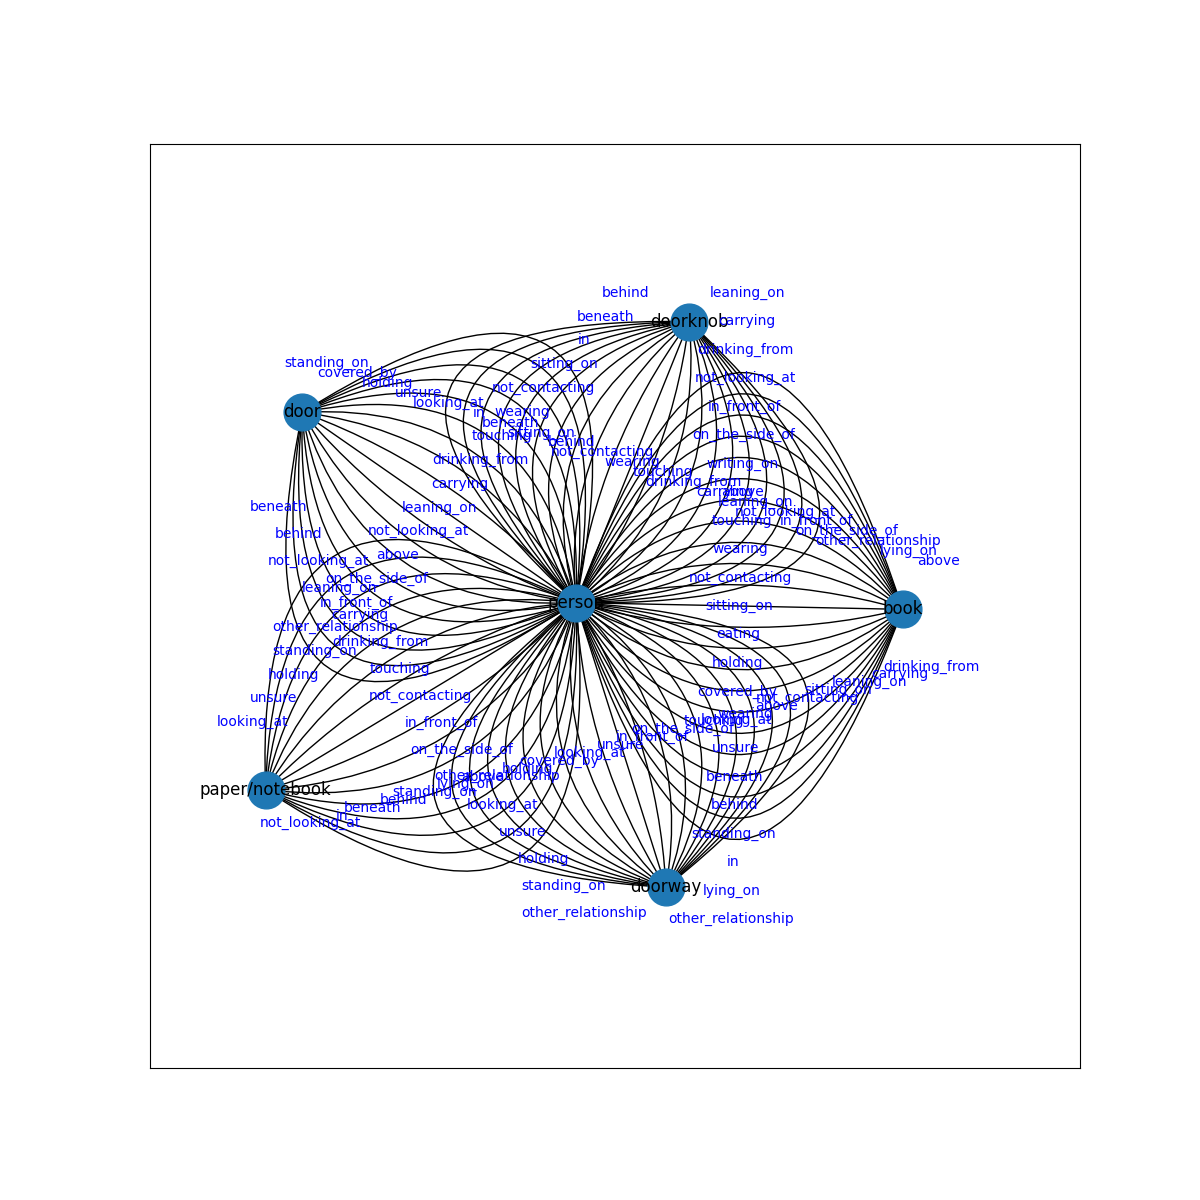 behind
leaning_on
beneath
doorknob
carrying
in
drinking_from
standing_on
sitting_on
covered_by
holding
not_contacting
not_looking_at
unsure
looking_at
in
wearing
in_front_of
door
beneath
touching
sitting_on
behind
on_the_side_of
not_contacting
drinking_from
wearing
writing_on
touching
carrying
drinking_from
carrying
above
leaning_on
beneath
leaning_on
not_looking_at
touching
in_front_of
behind
not_looking_at
on_the_side_of
other_relationship
above
wearing
lying_on
not_looking_at
above
on_the_side_of
leaning_on
not_contacting
in_front_of
person
sitting_on
book
carrying
other_relationship
drinking_from
eating
standing_on
holding
touching
drinking_from
holding
carrying
leaning_on
unsure
not_contacting
covered_by
sitting_on
not_contacting
above
looking_at
in_front_of
wearing
touching
looking_at
on_the_side_of
in_front_of
unsure
on_the_side_of
looking_at
unsure
covered_by
holding
other_relationship
above
beneath
lying_on
paper/notebook
standing_on
behind
beneath
looking_at
behind
in
not_looking_at
unsure
standing_on
holding
in
standing_on
doorway
lying_on
other_relationship
other_relationship